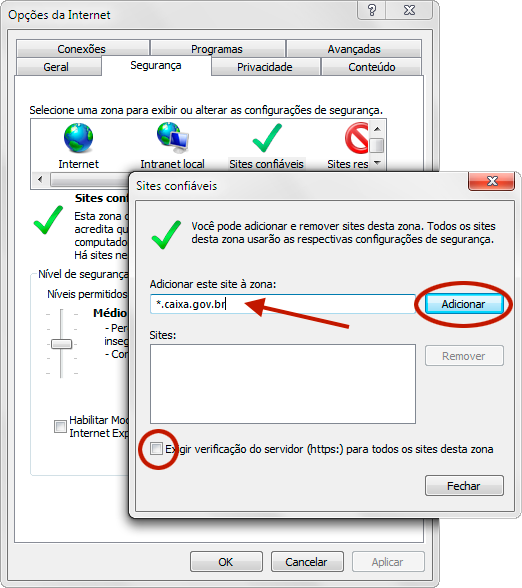 Opções da Internet
Conexões
Programas
Avançadas
Geral
Segurança
Privacidade
Conteúdo
Selecione uma zona para exibir ou alterar as configurações de segurança.
Internet
Intranet local
Sites confiáveis
Sites res
Sites conf
Esta zona c
acredita qu
computado
Há sites ne
Nível de segurança
Níveis permitidos
Médio
- Per
inseg
- Con
Habilitar Mod
Internet Exp
Sites confiáveis
Você pode adicionar e remover sites desta zona. Todos os sites
desta zona usarão as respectivas configurações de segurança.
Adicionar este site à zona:
*.caixa.gov.br
Adicionar
Sites:
Remover
Exigir verificação do servidor (https:) para todos os sites desta zona
Fechar
OK
Cancelar
Aplicar